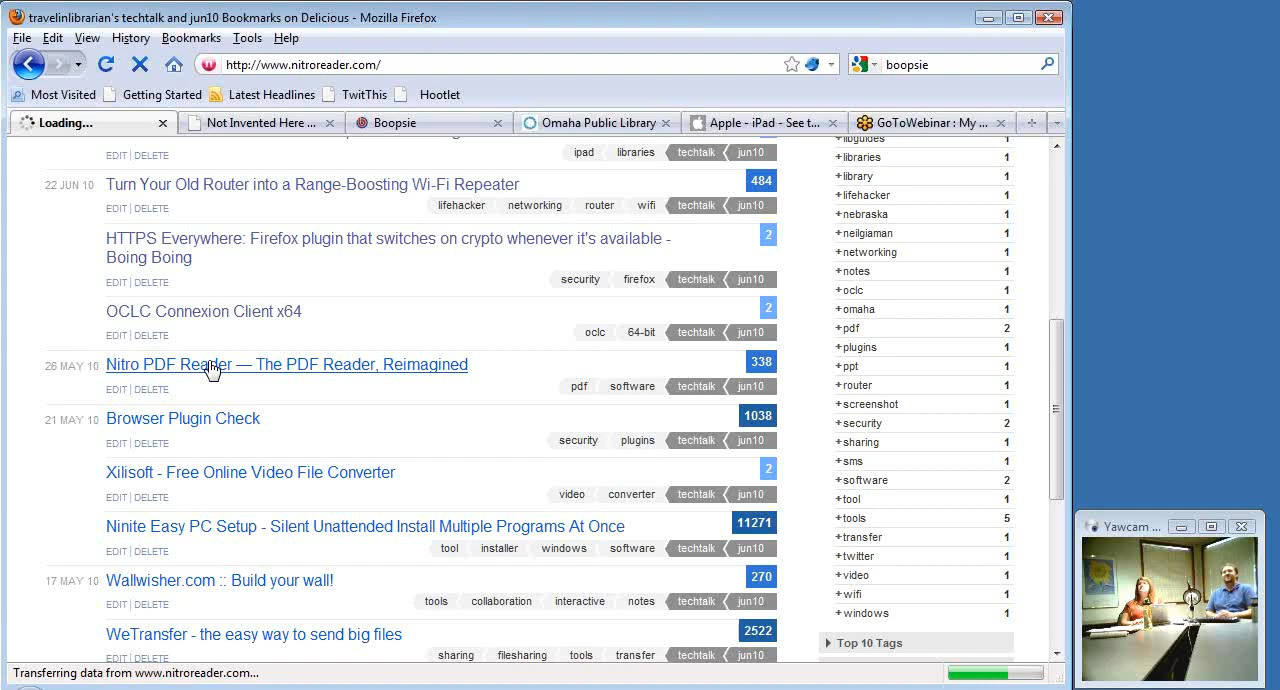 travelinlibrarian's techtalk and jun10 Bookmarks on Delicious - Mozilla Firefox
File Edit View History Bookmarks Tools Help
http://www.nitroreader.com/ boopsie
Most Visited Getting Started Latest Headlines TwitThis Hootlet
Loading... Not Invented Here ... Boopsie Omaha Public Library Apple - iPad - See t... GoToWebinar : My ...
EDIT | DELETE ipad libraries techtalk jun10
22 JUN 10 Turn Your Old Router into a Range-Boosting Wi-Fi Repeater 484
EDIT | DELETE lifehacker networking router wifi techtalk jun10
HTTPS Everywhere: Firefox plugin that switches on crypto whenever it's available - 2
Boing Boing
EDIT | DELETE security firefox techtalk jun10
OCLC Connexion Client x64 2
EDIT | DELETE oclc 64-bit techtalk jun10
26 MAY 10 Nitro PDF Reader — The PDF Reader, Reimagined 338
EDIT | DELETE pdf software techtalk jun10
21 MAY 10 Browser Plugin Check 1038
EDIT | DELETE security plugins techtalk jun10
Xilisoft - Free Online Video File Converter 2
EDIT | DELETE video converter techtalk jun10
Ninite Easy PC Setup - Silent Unattended Install Multiple Programs At Once 11271
EDIT | DELETE tool installer windows software techtalk jun10
17 MAY 10 Wallwisher.com :: Build your wall! 270
EDIT | DELETE tools collaboration interactive notes techtalk jun10
WeTransfer - the easy way to send big files 2522
EDIT | DELETE sharing filesharing tools transfer techtalk jun10
+libguides 1
+libraries 1
+library 1
+lifehacker 1
+nebraska 1
+neilgiaman 1
+networking 1
+notes 1
+oclc 1
+omaha 1
+pdf 2
+plugins 1
+ppt 1
+router 1
+screenshot 1
+security 2
+sharing 1
+sms 1
+software 2
+tool 1
+tools 5
+transfer 1
+twitter 1
+video 1
+wifi 1
+windows 1
Top 10 Tags
Transferring data from www.nitroreader.com...
Yawcam ...